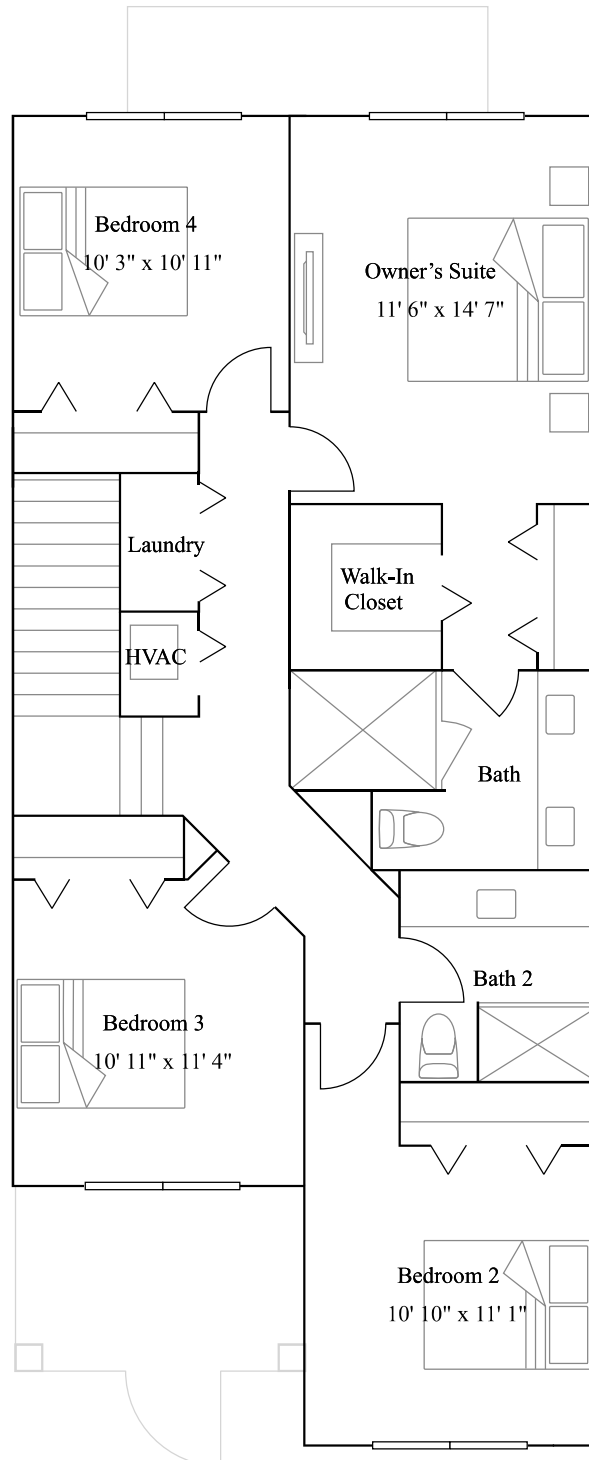 Bedroom 4
10' 3" x 10' 11"
Owner's Suite
11' 6" x 14' 7"
Laundry
Walk-In
Closet
HVAC
Bath
Bath 2
Bedroom 3
10' 11" x 11' 4"
Bedroom 2
10' 10" x 11' 1"